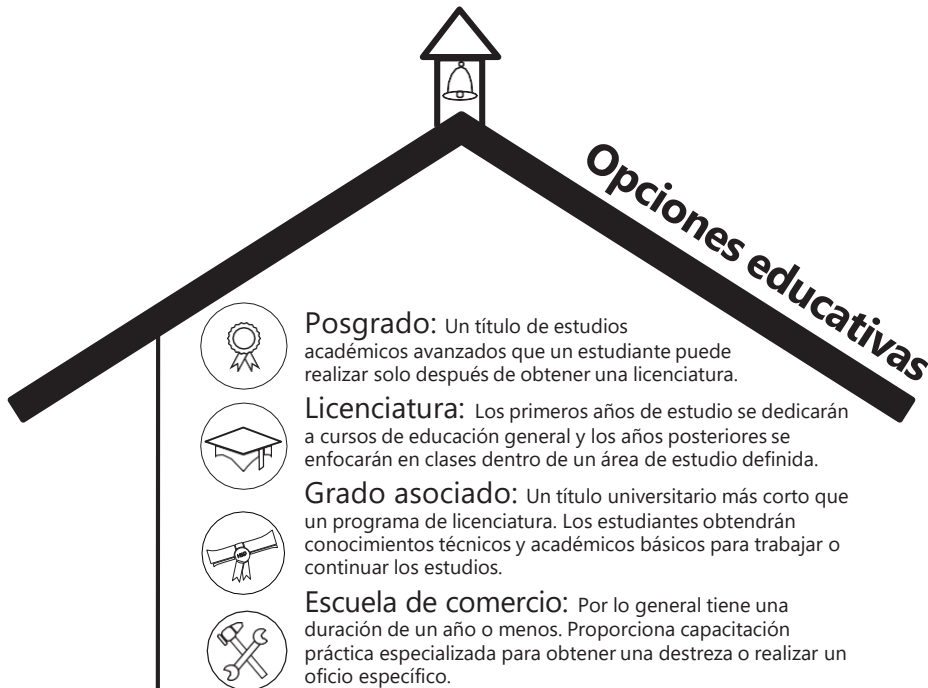 Opciones educativas
Posgrado: Un título de estudios
académicos avanzados que un estudiante puede
realizar solo después de obtener una licenciatura.
Licenciatura: Los primeros años de estudio se dedicarán
a cursos de educación general y los años posteriores se
enfocarán en clases dentro de un área de estudio definida.
Grado asociado: Un título universitario más corto que
un programa de licenciatura. Los estudiantes obtendrán
conocimientos técnicos y académicos básicos para trabajar o
continuar los estudios.
Escuela de comercio: Por lo general tiene una
duración de un año o menos. Proporciona capacitación
práctica especializada para obtener una destreza o realizar un
oficio específico.